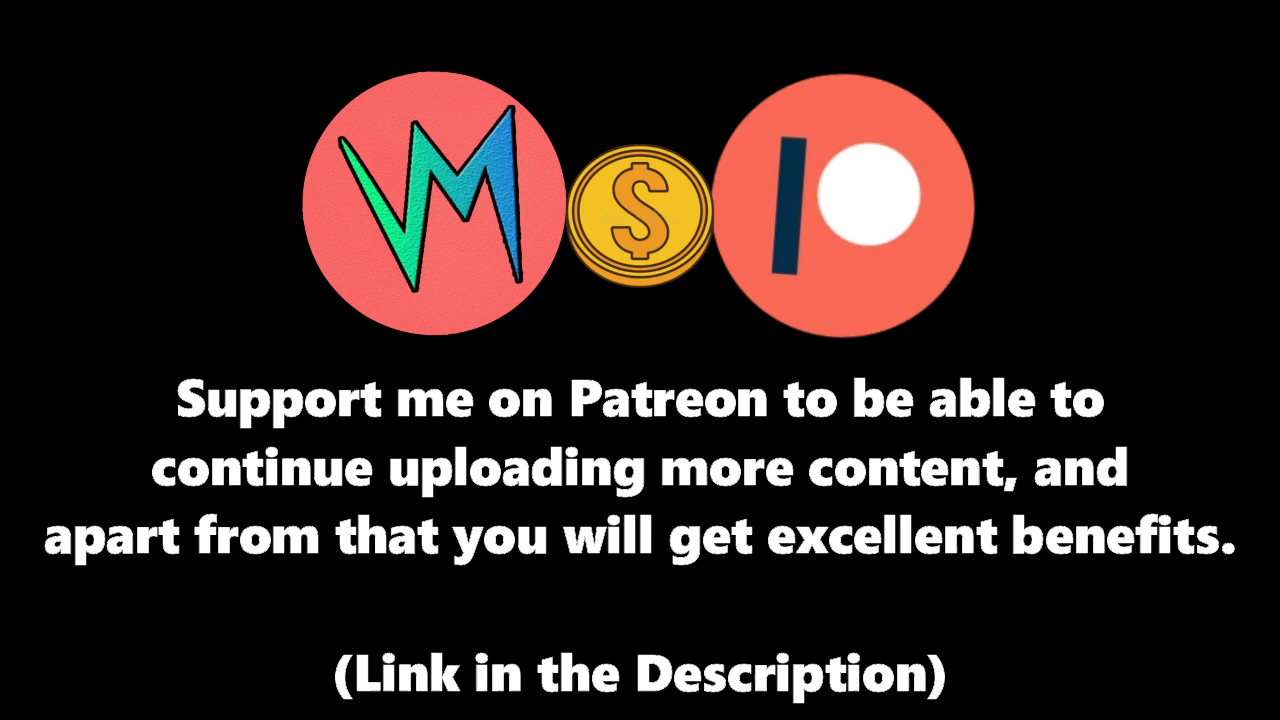 VM
$
Support me on Patreon to be able to
continue uploading more content, and
apart from that you will get excellent benefits.
(Link in the Description)